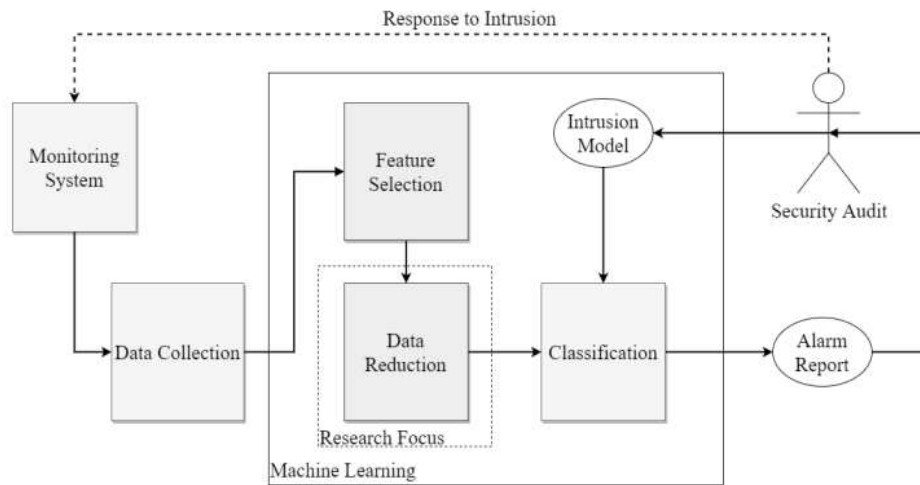 Response to Intrusion
Monitoring
System
Feature
Selection
Intrusion
Model
Security Audit
Data Collection
Data
Reduction
Classification
Alarm
Report
Research Focus
Machine Learning